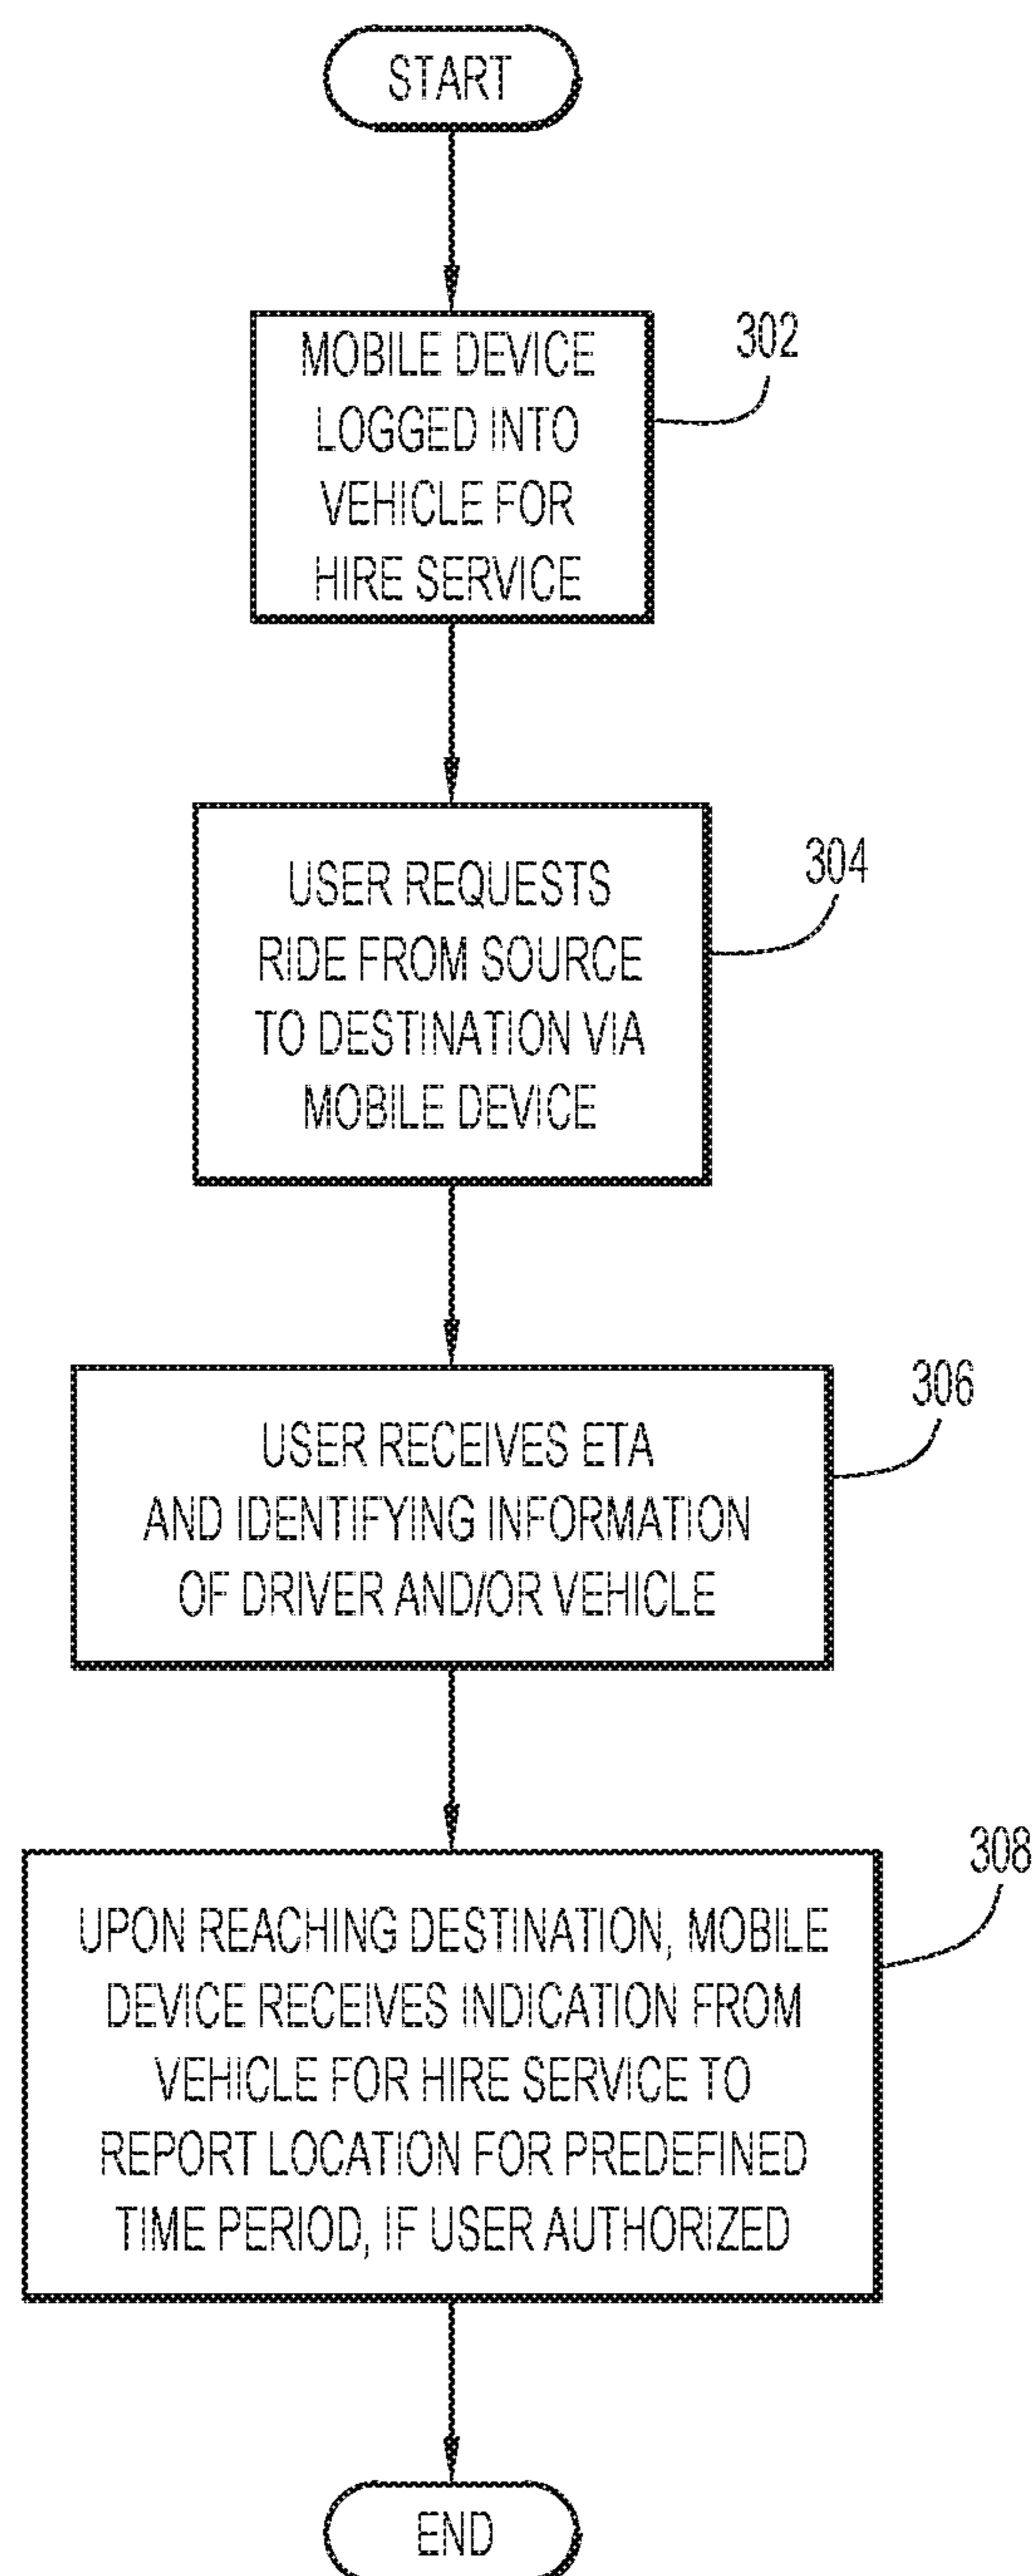 START
302
MOBILE DEVICE
LOGGED INTO
VEHICLE FOR
HIRE SERVICE
304
USER REQUESTS
RIDE FROM SOURCE
TO DESTINATION VIA
MOBILE DEVICE
306
USER RECEIVES ETA
AND IDENTIFYING INFORMATION
OF DRIVER AND/OR VEHICLE
308
UPON REACHING DESTINATION, MOBILE
DEVICE RECEIVES INDICATION FROM
VEHICLE FOR HIRE SERVICE TO
REPORT LOCATION FOR PREDEFINED
TIME PERIOD, IF USER AUTHORIZED
END